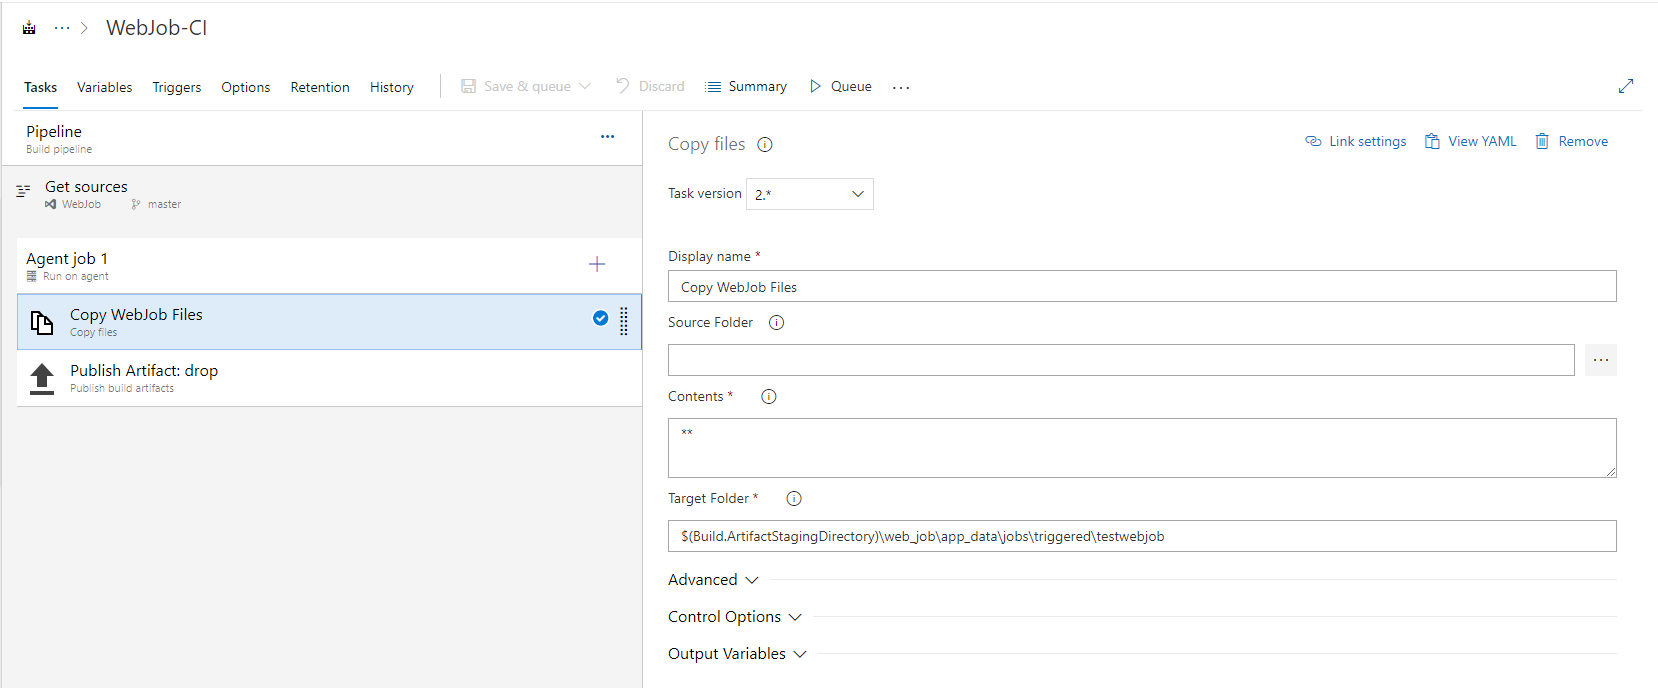 WebJob-CI
Tasks Variables Triggers Options Retention History Save & queue Discard Summary Queue
Pipeline
Build pipeline
Get sources
WebJob master
Agent job 1
Run on agent
Copy WebJob Files
Copy files
Publish Artifact: drop
Publish build artifacts
Copy files Link settings View YAML Remove
Task version 2.*
Display name *
Copy WebJob Files
Source Folder
Contents *
**
Target Folder *
$(Build.ArtifactStagingDirectory)\web_job\app_data\jobs\triggered\testwebjob
Advanced
Control Options
Output Variables